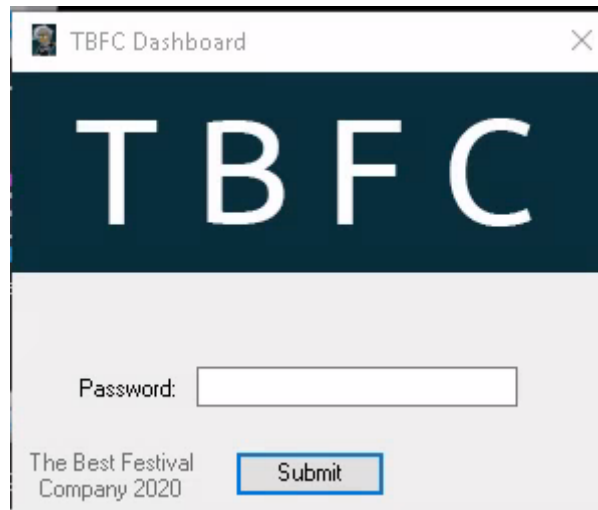 TBFC Dashboard
T B F C
Password:
The Best Festival
Company 2020
Submit